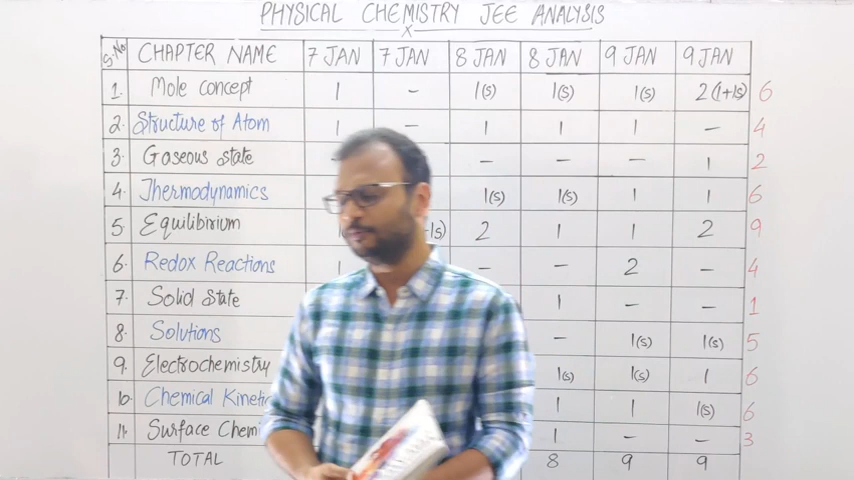 PHYSICAL CHEMISTRY JEE ANALYSIS
x
S.No CHAPTER NAME 7 JAN 7 JAN 8 JAN 8 JAN 9 JAN 9 JAN
1. Mole concept 1 - 1(s) 1(s) 1(s) 2(1+1s) 6
2. Structure of Atom 1 - 1 1 1 - 4
3. Gaseous state - - - 1 2
4. Thermodynamics 1(s) 1(s) 1 1 6
5. Equilibirium 2 1 1 2 9
6. Redox Reactions - - 2 - 4
7. Solid State 1 - - 1
8. Solutions - 1(s) 1(s) 5
9. Electrochemistry 1(s) 1(s) 1 6
10. Chemical 1 1 1(s) 6
11. Surface 1 - - 3
TOTAL 8 9 9